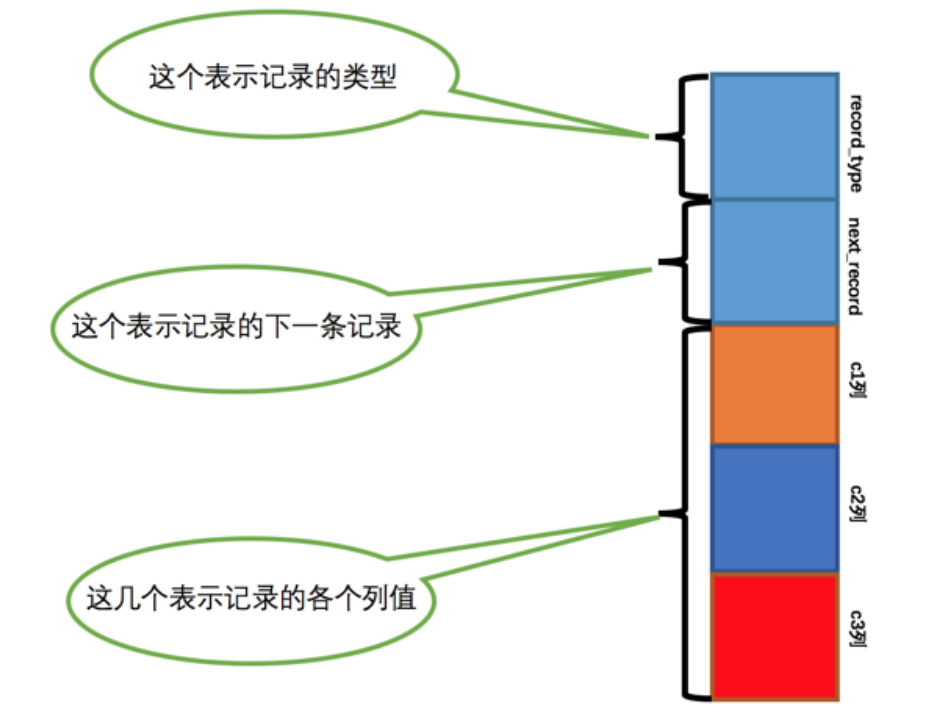 这个表示记录的类型
record_type
next_record
这个表示记录的下一条记录
c1列
c2列
这几个表示记录的各个列值
c3列